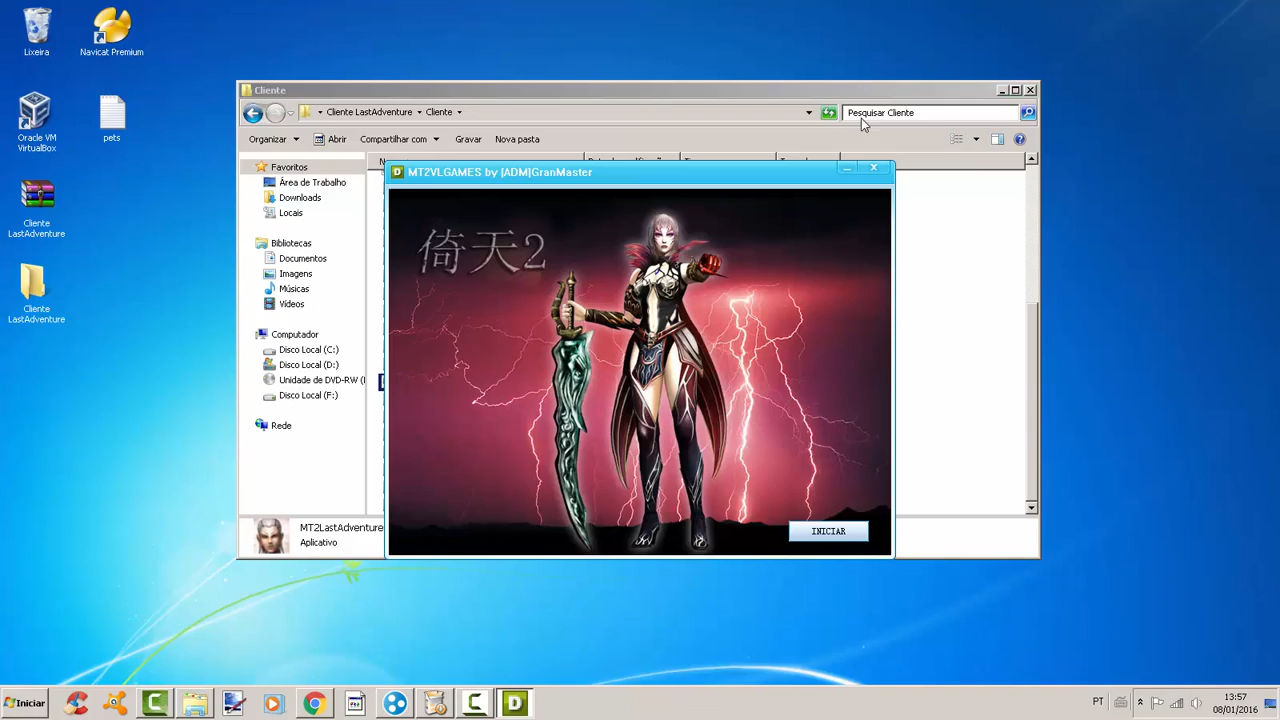 Lixeira
Navicat Premium
Oracle VM
VirtualBox
pets
Cliente
LastAdventure
Cliente
LastAdventure
Cliente
Cliente LastAdventure
Cliente
Pesquisar Cliente
Organizar
Abrir
Compartilhar com
Gravar
Nova pasta
Favoritos
Área de Trabalho
Downloads
Locais
Bibliotecas
Documentos
Imagens
Músicas
Vídeos
Computador
Disco Local (C:)
Disco Local (D:)
Unidade de DVD-RW (
Disco Local (F:)
Rede
MT2LastAdventure
Aplicativo
MT2VLGAMES by [ADM]GranMaster
倚天2
INICIAR
Iniciar
PT
13:57
08/01/2016